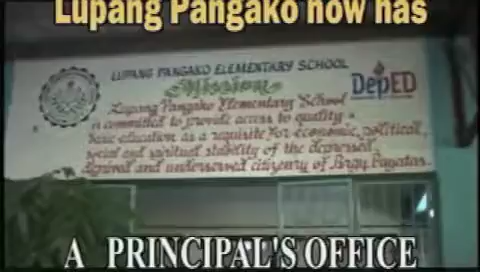 Lupang Pangako now has
LUPANG PANGAKO ELEMENTARY SCHOOL
Mission
DepED
Lupang Pangako Elementary School
is committed to provide access to quality
basic education as a requisite for economic, political,
social and spiritual stability of the depressed,
deprived and underserved citizenry of Brgy. Payatas.
A PRINCIPAL'S OFFICE